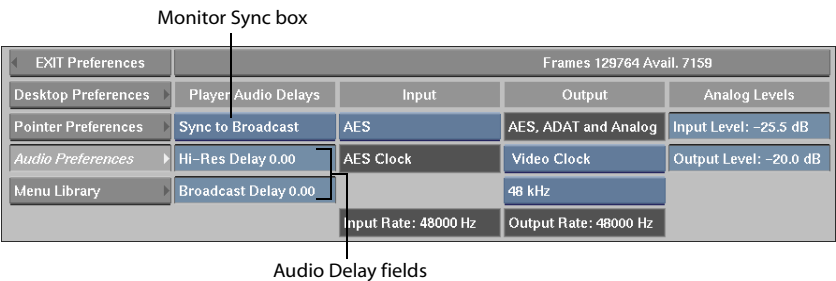 Monitor Sync box
EXIT Preferences
Frames 129764 Avail. 7159
Desktop Preferences
Player Audio Delays
Input
Output
Analog Levels
Pointer Preferences
Sync to Broadcast
AES
AES, ADAT and Analog
Input Level: -25.5 dB
Audio Preferences
Hi-Res Delay 0.00
AES Clock
Video Clock
Output Level: -20.0 dB
Menu Library
Broadcast Delay 0.00
48 kHz
Input Rate: 48000 Hz
Output Rate: 48000 Hz
Audio Delay fields